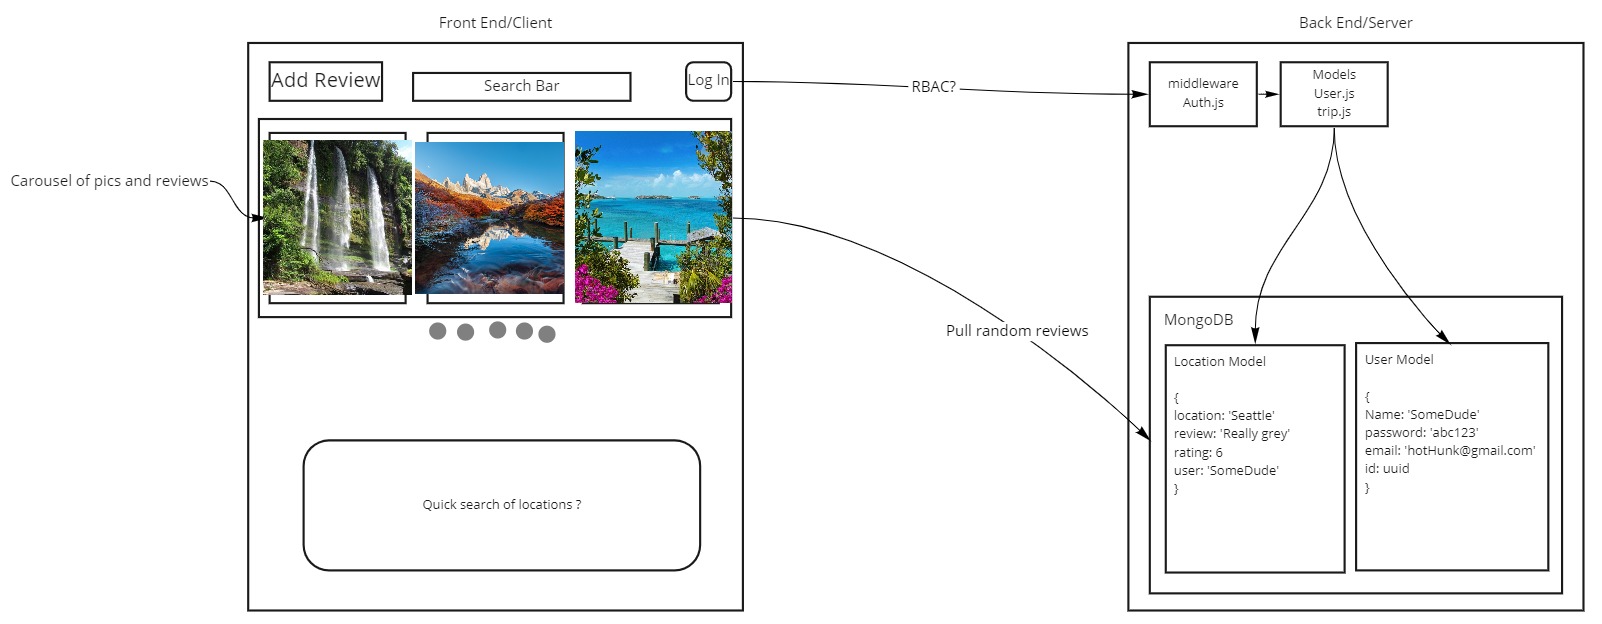 Front End/Client
Back End/Server
Add Review
Search Bar
Log In
RBAC?
middleware
Auth.js
Models
User.js
trip.js
Carousel of pics and reviews
Pull random reviews
MongoDB
Location Model
{
location: 'Seattle'
review: 'Really grey'
rating: 6
user: 'SomeDude'
}
User Model
{
Name: 'SomeDude'
password: 'abc123'
email: 'hotHunk@gmail.com'
id: uuid
}
Quick search of locations ?